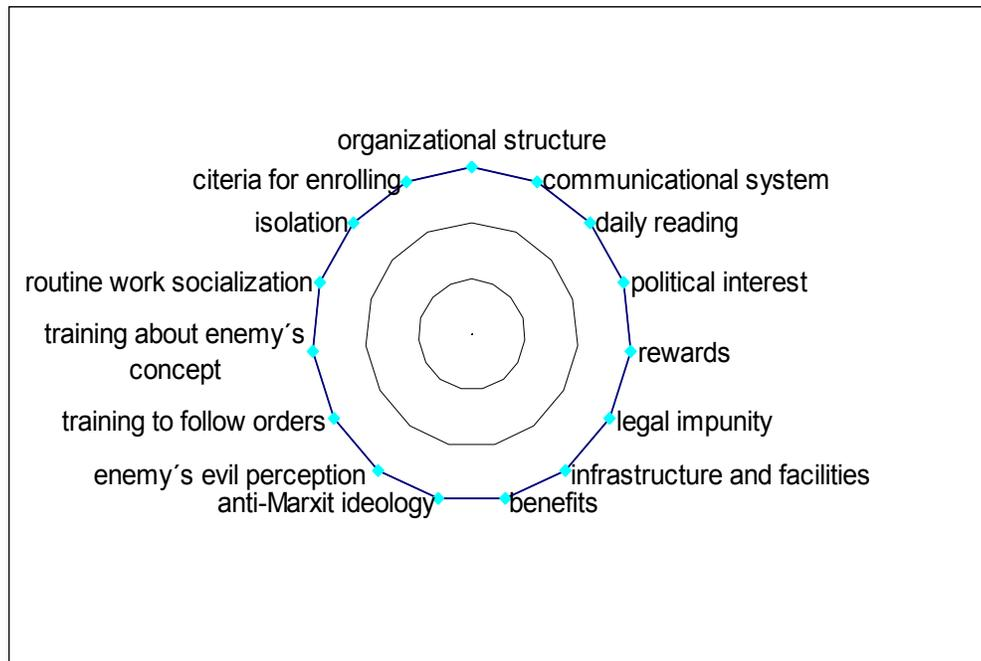 organizational structure
citeria for enrolling
communicational system
isolation
daily reading
routine work socialization
political interest
training about enemy´s
concept
rewards
training to follow orders
legal impunity
enemy´s evil perception
infrastructure and facilities
anti-Marxit ideology
benefits